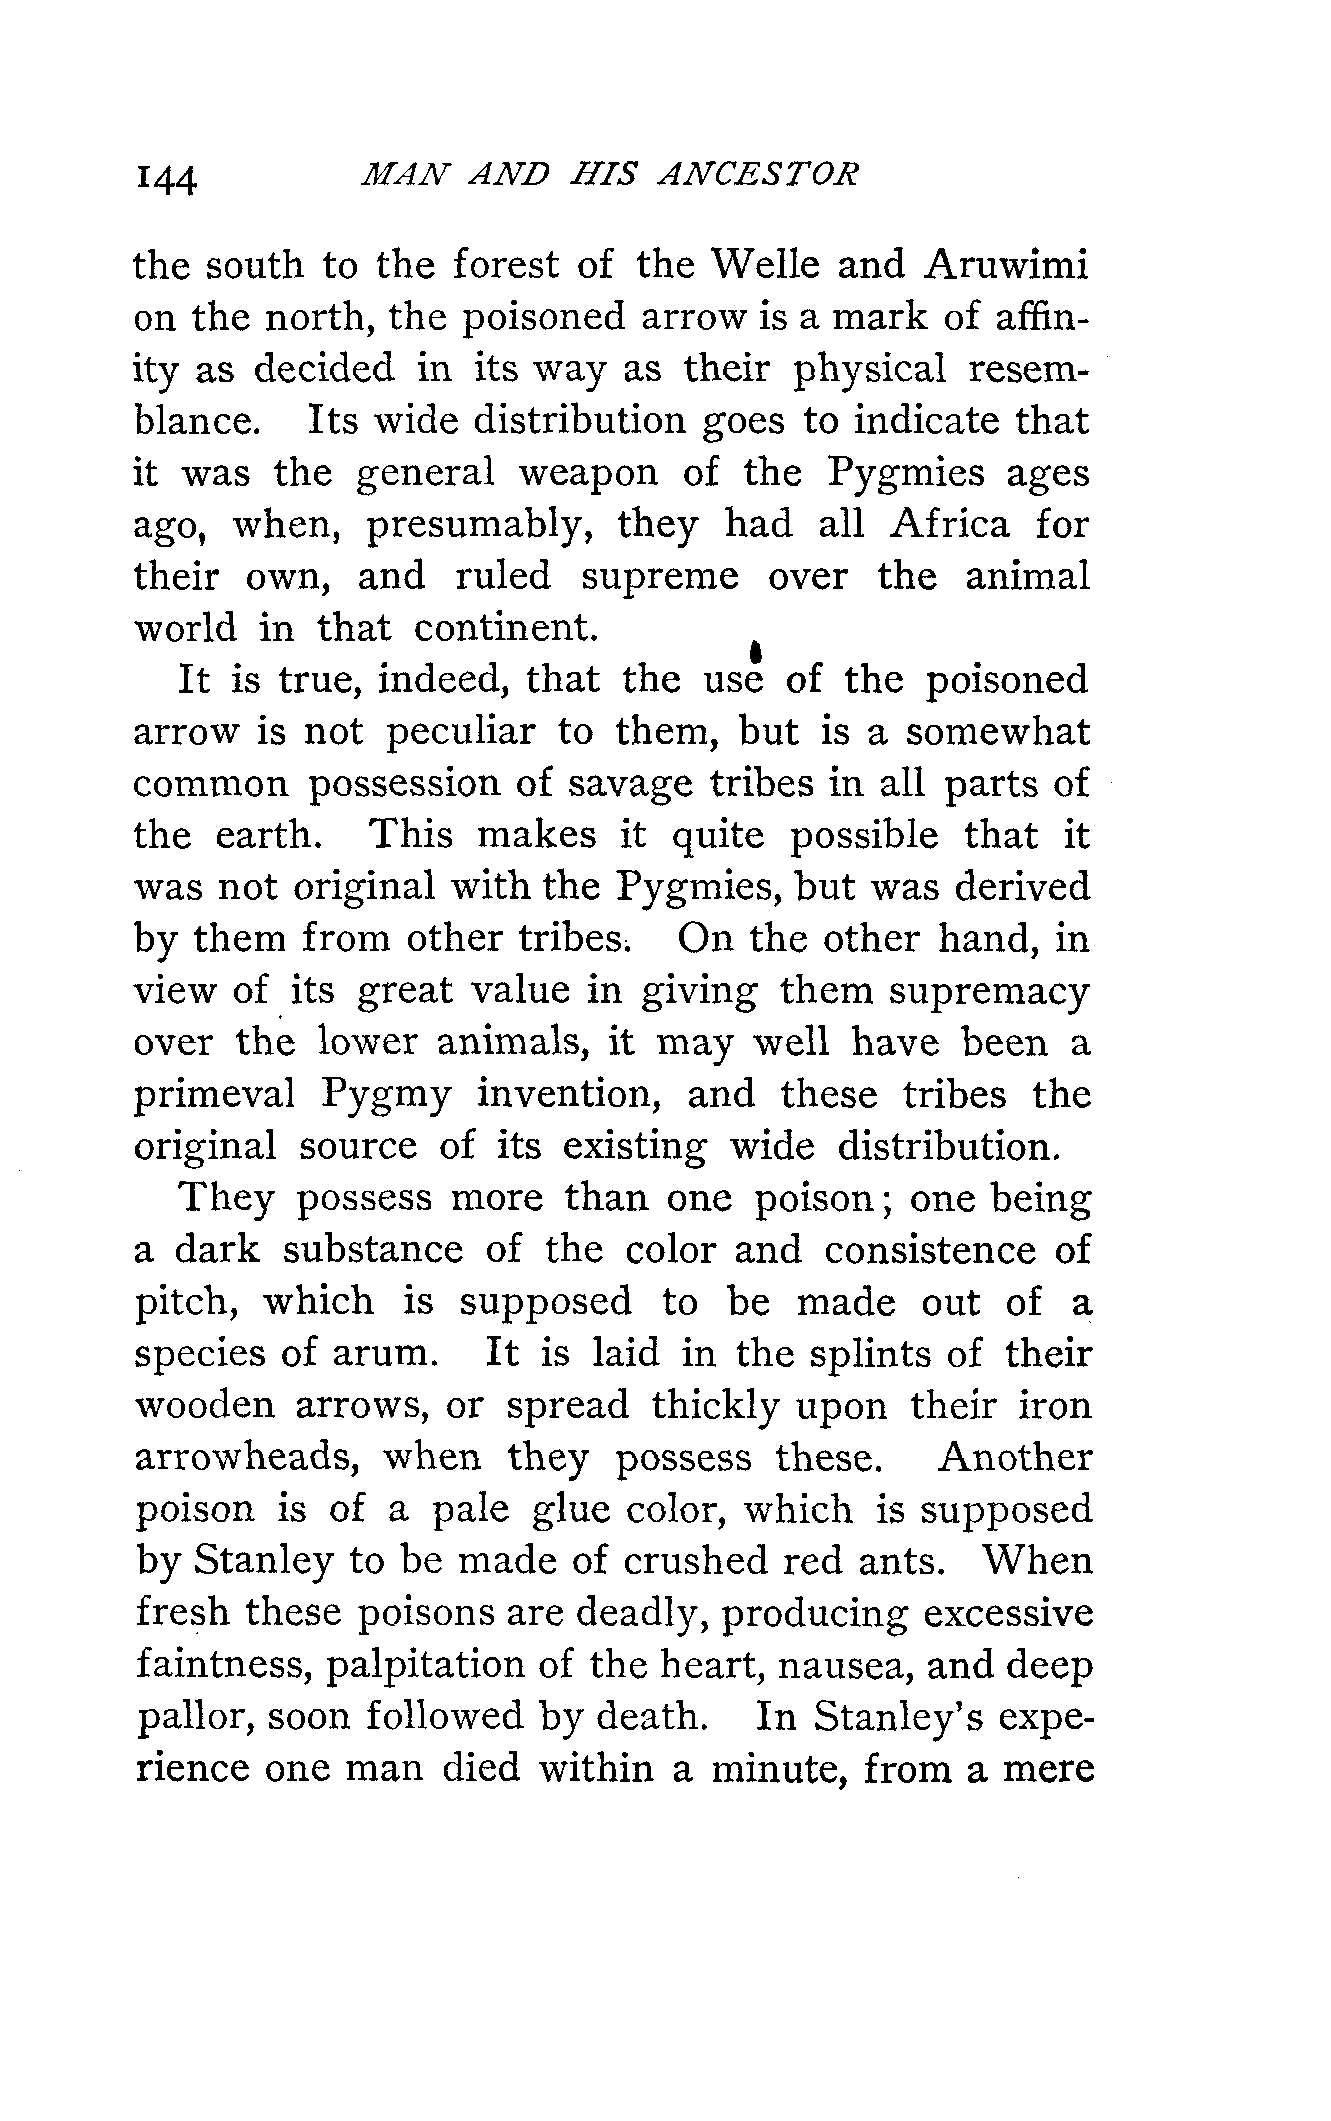 144 MAN AND HIS ANCESTOR
the south to the forest of the Welle and Aruwimi
on the north, the poisoned arrow is a mark of affin-
ity as decided in its way as their physical resem-
blance. Its wide distribution goes to indicate that
it was the general weapon of the Pygmies ages
ago, when, presumably, they had all Africa for
their own, and ruled supreme over the animal
world in that continent.
It is true, indeed, that the use of the poisoned
arrow is not peculiar to them, but is a somewhat
common possession of savage tribes in all parts of
the earth. This makes it quite possible that it
was not original with the Pygmies, but was derived
by them from other tribes. On the other hand, in
view of its great value in giving them supremacy
over the lower animals, it may well have been a
primeval Pygmy invention, and these tribes the
original source of its existing wide distribution.
They possess more than one poison; one being
a dark substance of the color and consistence of
pitch, which is supposed to be made out of a
species of arum. It is laid in the splints of their
wooden arrows, or spread thickly upon their iron
arrowheads, when they possess these. Another
poison is of a pale glue color, which is supposed
by Stanley to be made of crushed red ants. When
fresh these poisons are deadly, producing excessive
faintness, palpitation of the heart, nausea, and deep
pallor, soon followed by death. In Stanley's expe-
rience one man died within a minute, from a mere